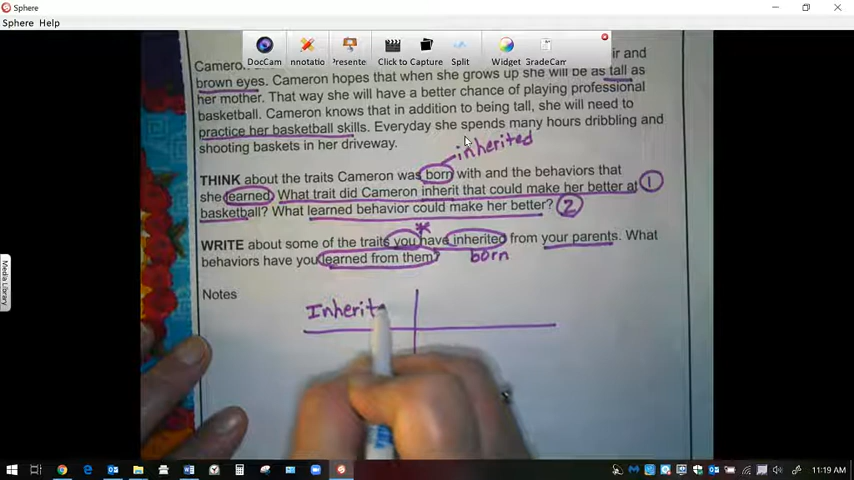 Sphere
Sphere Help
DocCam
Click to Capture
Split
Widget
GradeCam
Cameron
ir and
brown eyes. Cameron hopes that when she grows up she will be as tall as
her mother. That way she will have a better chance of playing professional
basketball. Cameron knows that in addition to being tall, she will need to
practice her basketball skills. Everyday she spends many hours dribbling and
shooting baskets in her driveway.
inherited
THINK about the traits Cameron was born with and the behaviors that
she learned. What trait did Cameron inherit that could make her better at 1
basketball? What learned behavior could make her better? 2
WRITE about some of the traits you have inherited from your parents. What
behaviors have you learned from them?
born
Notes
Inherite
Media Library
11:19 AM